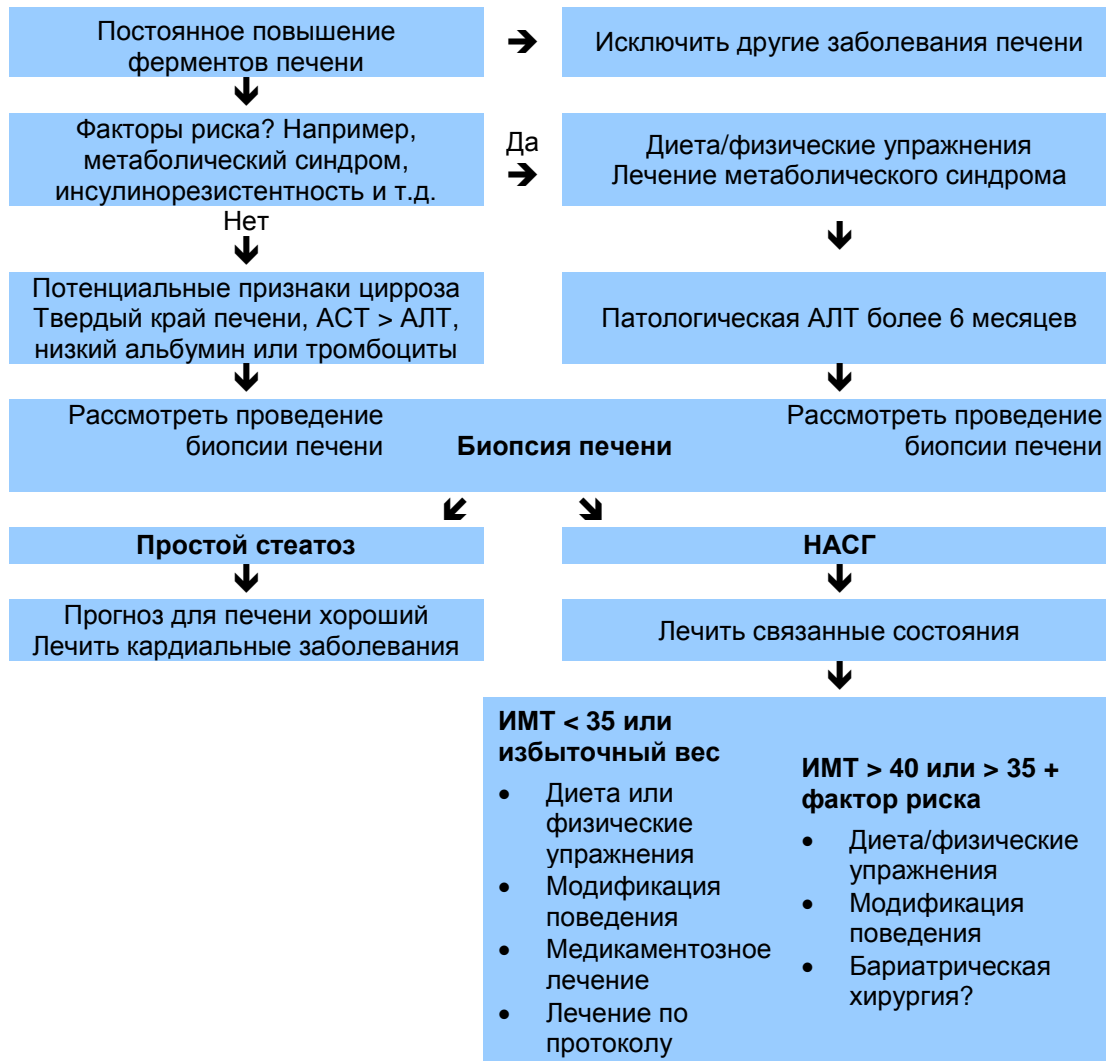 Постоянное повышение
ферментов печени
Исключить другие заболевания печени
Факторы риска? Например,
метаболический синдром,
инсулинорезистентность и т.д.
Да
Диета/физические упражнения
Лечение метаболического синдрома
Нет
Потенциальные признаки цирроза
Твердый край печени, АСТ > АЛТ,
низкий альбумин или тромбоциты
Патологическая АЛТ более 6 месяцев
Рассмотреть проведение
биопсии печени
Биопсия печени
Рассмотреть проведение
биопсии печени
Простой стеатоз
НАСГ
Прогноз для печени хороший
Лечить кардиальные заболевания
Лечить связанные состояния
ИМТ < 35 или
избыточный вес
• Диета или
физические
упражнения
• Модификация
поведения
• Медикаментозное
лечение
• Лечение по
протоколу
ИМТ > 40 или > 35 +
фактор риска
• Диета/физические
упражнения
• Модификация
поведения
• Бариатрическая
хирургия?